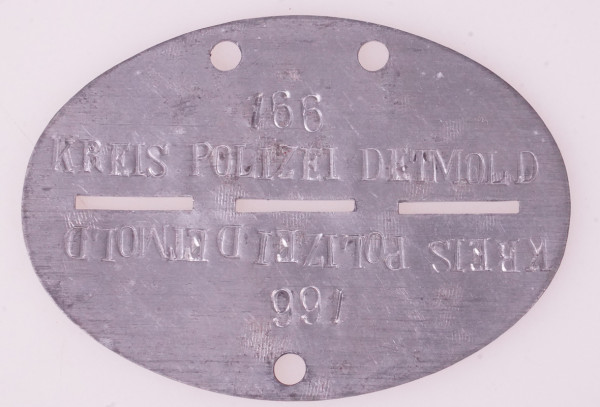 166
KREIS POLIZEI DETMOLD
KREIS POLIZEI DETMOLD
166